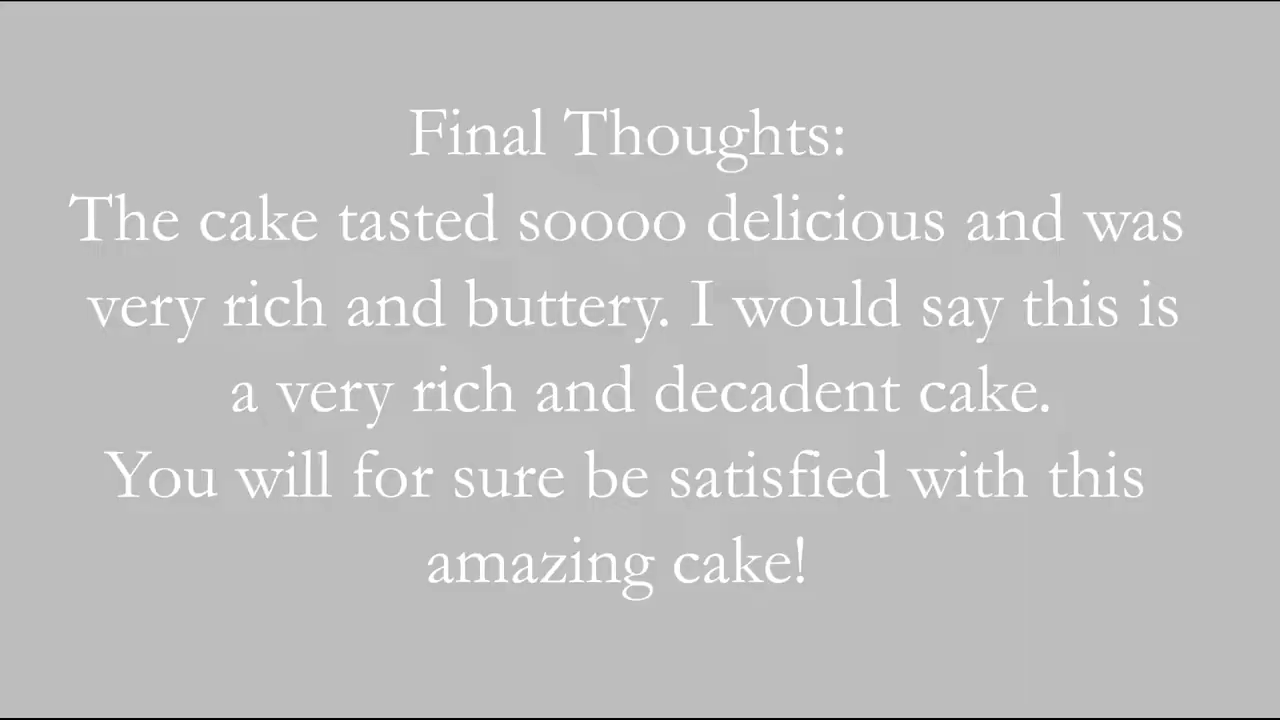 Final Thoughts:
The cake tasted soooo delicious and was
very rich and buttery. I would say this is
a very rich and decadent cake.
You will for sure be satisfied with this
amazing cake!